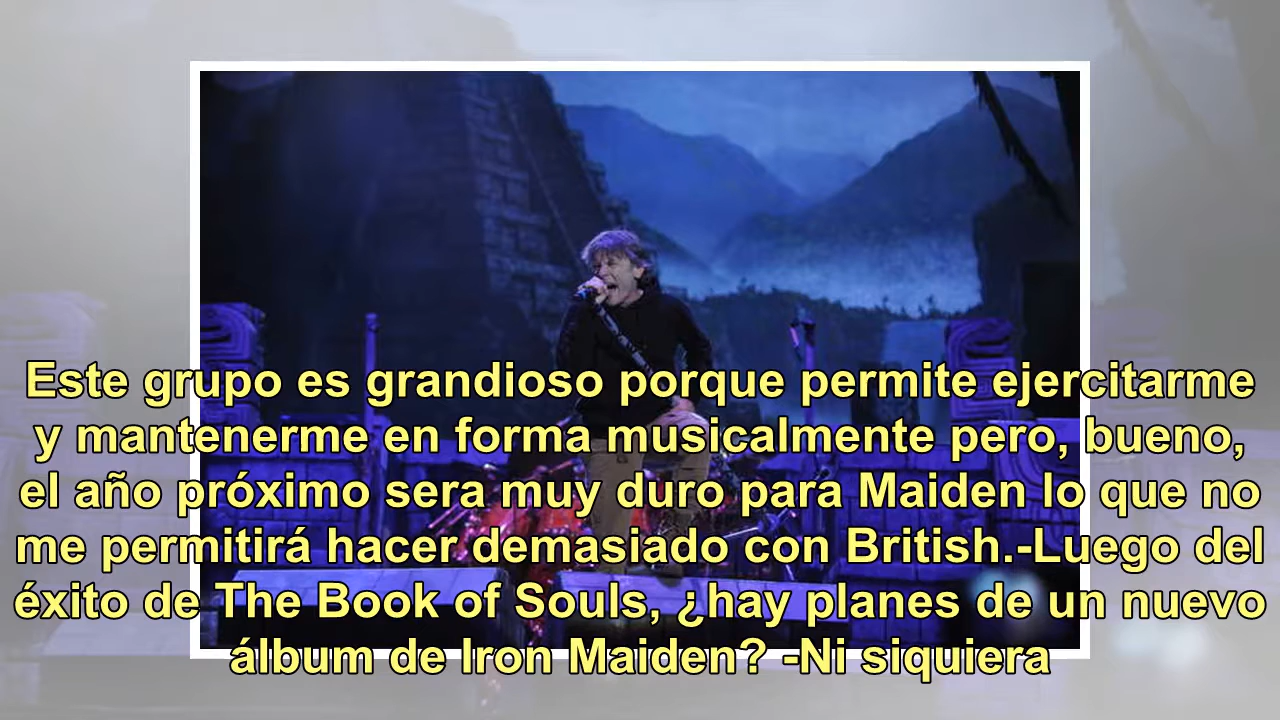 Este grupo es grandioso porque permite ejercitarme
y mantenerme en forma musicalmente pero, bueno,
el año próximo sera muy duro para Maiden lo que no
me permitirá hacer demasiado con British.-Luego del
éxito de The Book of Souls, ¿hay planes de un nuevo
álbum de Iron Maiden? -Ni siquiera